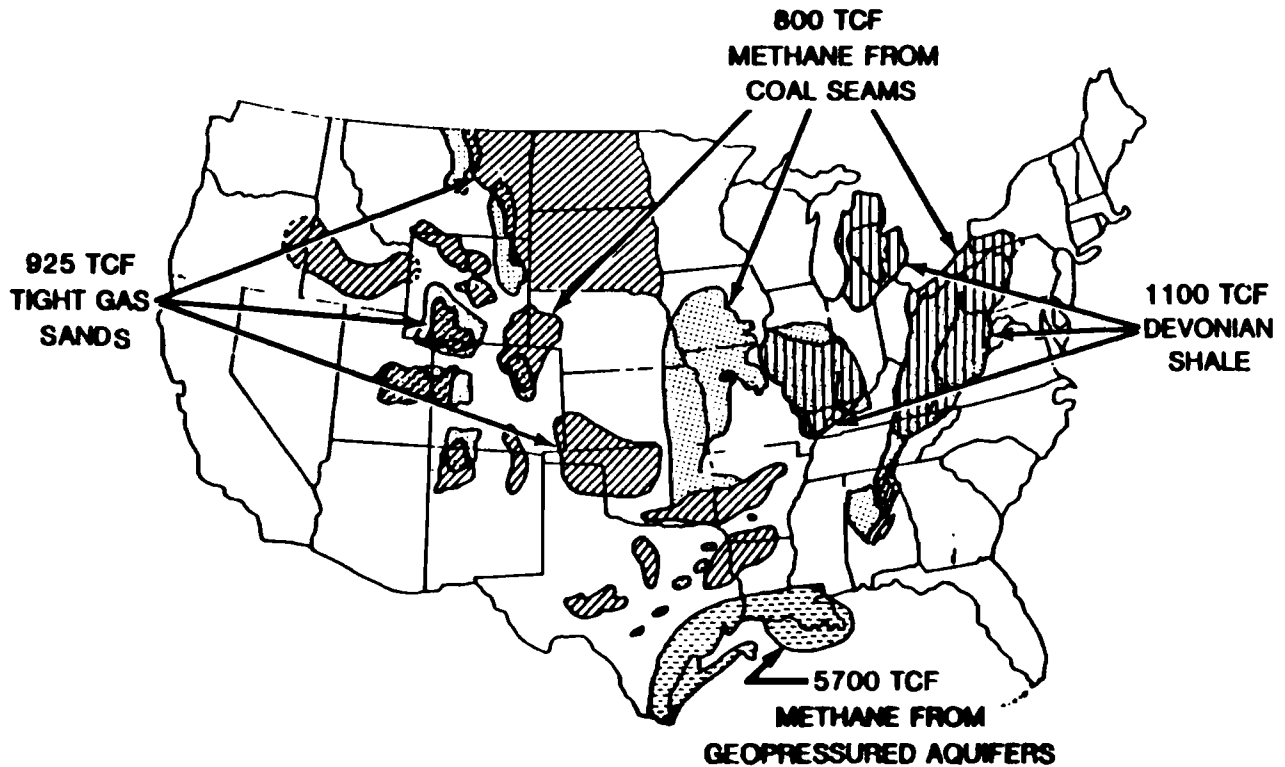 800 TCF
METHANE FROM
COAL SEAMS
925 TCF
TIGHT GAS
SANDS
1100 TCF
DEVONIAN
SHALE
5700 TCF
METHANE FROM
GEOPRESSURED AQUIFERS